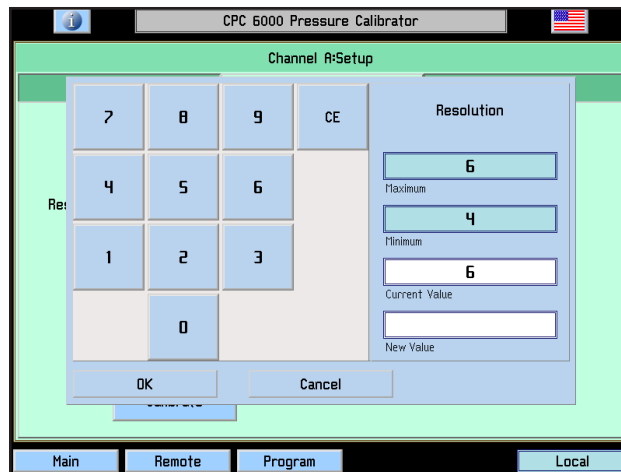 i
CPC 6000 Pressure Calibrator
Channel A:Setup
7 8 9 CE
4 5 6
1 2 3
0
Resolution
6
Maximum
4
Minimum
6
Current Value
New Value
OK Cancel
Main Remote Program Local